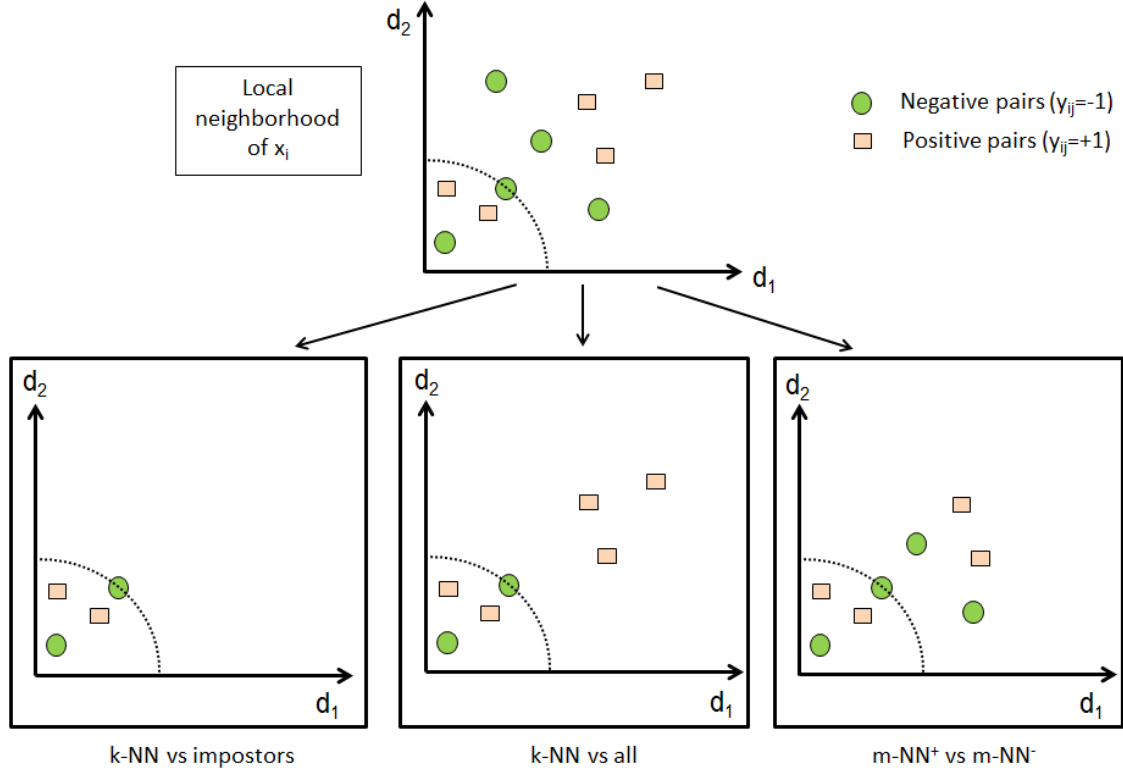 d₂
Local
neighborhood
of xᵢ
Negative pairs (yᵢⱼ=-1)
Positive pairs (yᵢⱼ=+1)
d₁
d₂
d₁
d₂
d₁
d₂
d₁
k-NN vs impostors
k-NN vs all
m-NN⁺ vs m-NN⁻